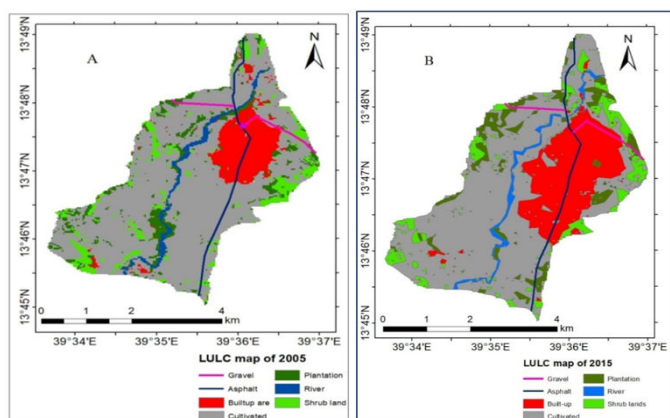 A
N
13°49'N
13°48'N
13°47'N
13°46'N
13°45'N
0 1 2 4
km
39°34'E 39°35'E 39°36'E 39°37'E
LULC map of 2005
Gravel Plantation
Asphalt River
Builtup are Shrub land
Cultivated
B
N
13°49'N
13°48'N
13°47'N
13°46'N
13°45'N
0 1 2 4
km
39°34'E 39°35'E 39°36'E 39°37'E
LULC map of 2015
Gravel Plantation
Asphalt River
Built-up Shrub lands
Cultivated